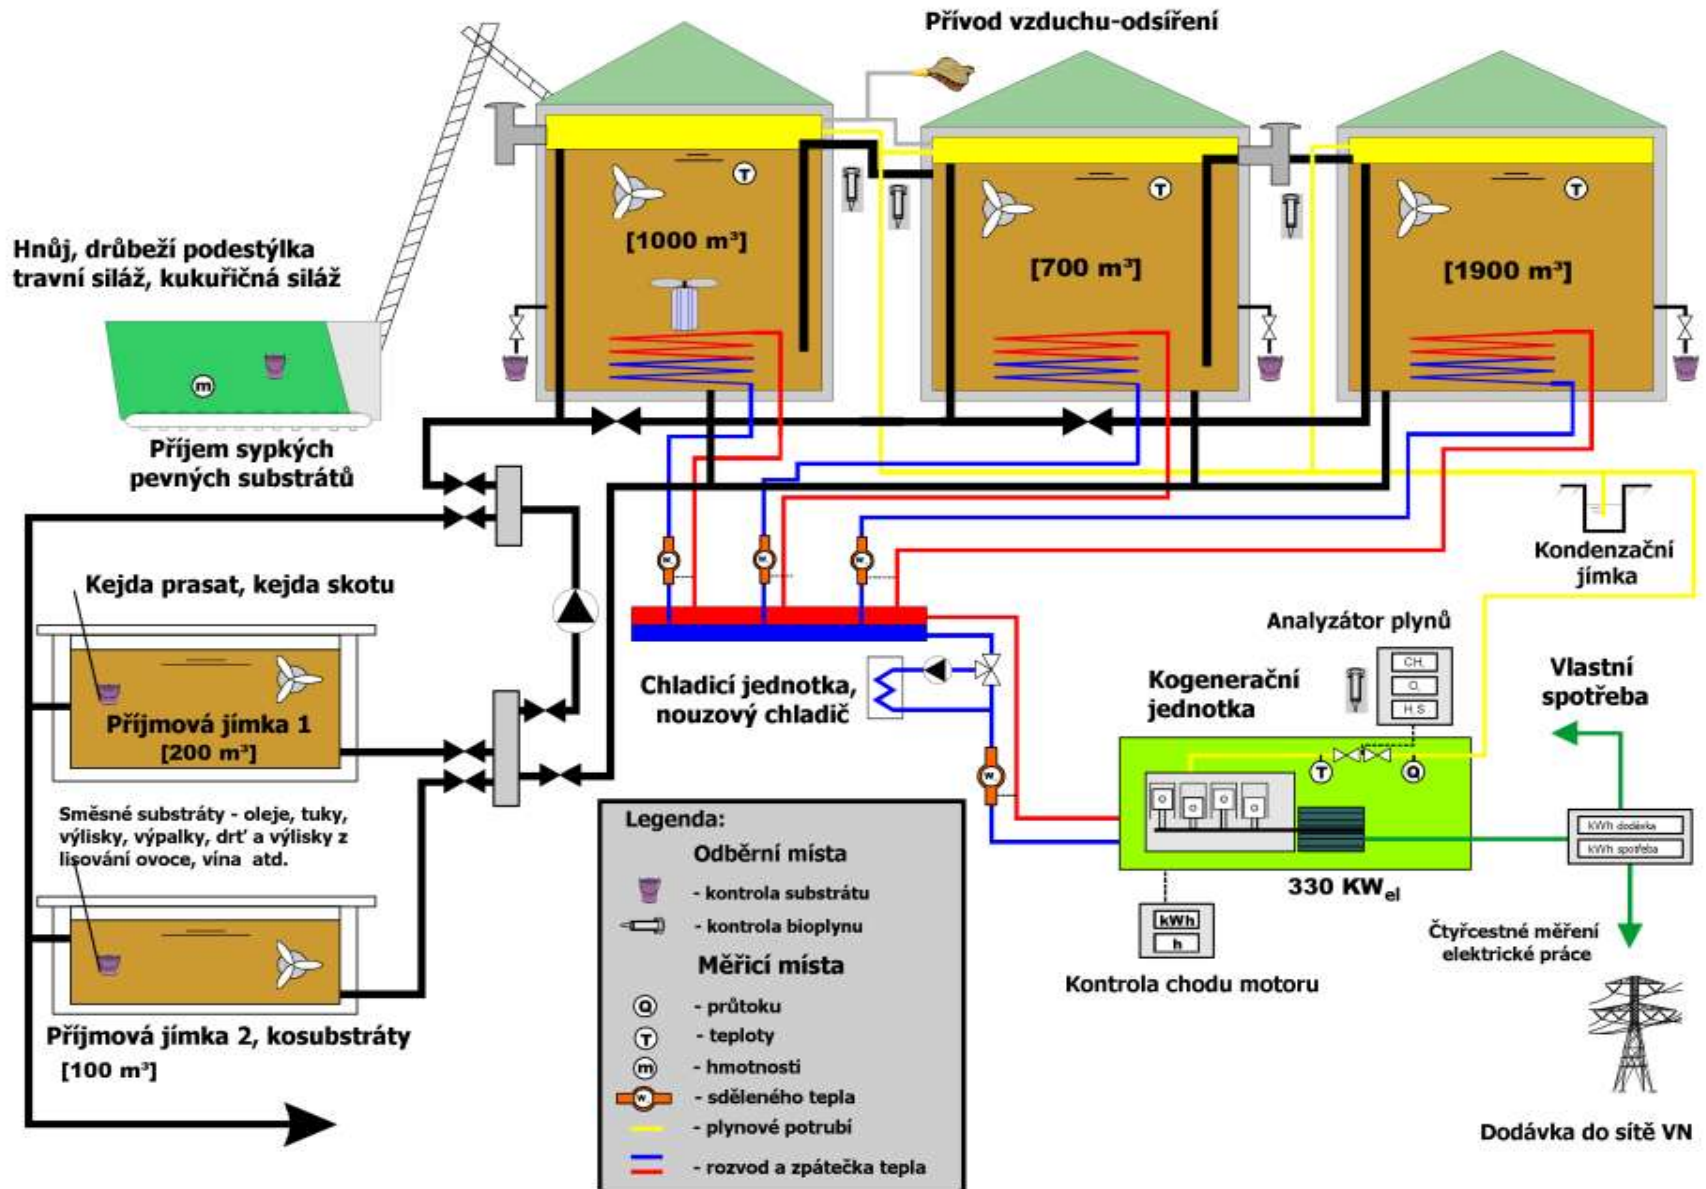 Přívod vzduchu-odsíření
Hnůj, drůbeží podestýlka
travní siláž, kukuřičná siláž
m
Příjem sypkých
pevných substrátů
T
[1000 m³]
T
[700 m³]
T
[1900 m³]
Kondenzační
jímka
Kejda prasat, kejda skotu
Příjmová jímka 1
[200 m³]
Směsné substráty - oleje, tuky,
výlisky, výpalky, drť a výlisky z
lisování ovoce, vína atd.
Příjmová jímka 2, kosubstráty
[100 m³]
W
W
W
Chladicí jednotka,
nouzový chladič
W
Analyzátor plynů
CH
O
H S
Kogenerační
jednotka
T
Q
330 KWel
kWh
h
Kontrola chodu motoru
Vlastní
spotřeba
kWh dodávka
kWh spotřeba
Čtyřcestné měření
elektrické práce
Dodávka do sítě VN
Legenda:
Odběrní místa
- kontrola substrátu
- kontrola bioplynu
Měřicí místa
Q - průtoku
T - teploty
m - hmotnosti
W - sděleného tepla
- plynové potrubí
- rozvod a zpátečka tepla